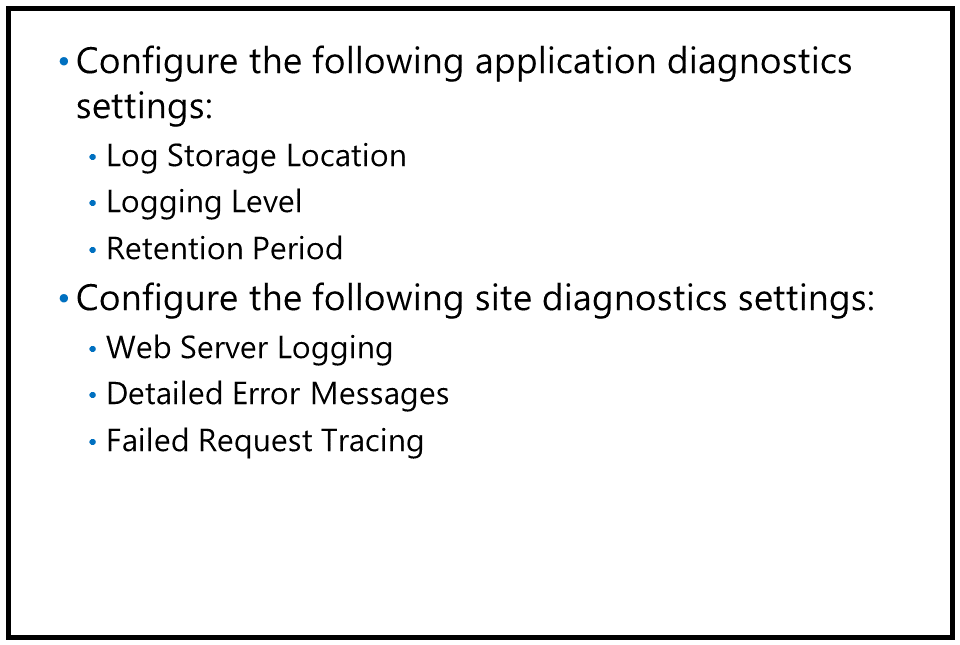 • Configure the following application diagnostics
settings:
• Log Storage Location
• Logging Level
• Retention Period
• Configure the following site diagnostics settings:
• Web Server Logging
• Detailed Error Messages
• Failed Request Tracing